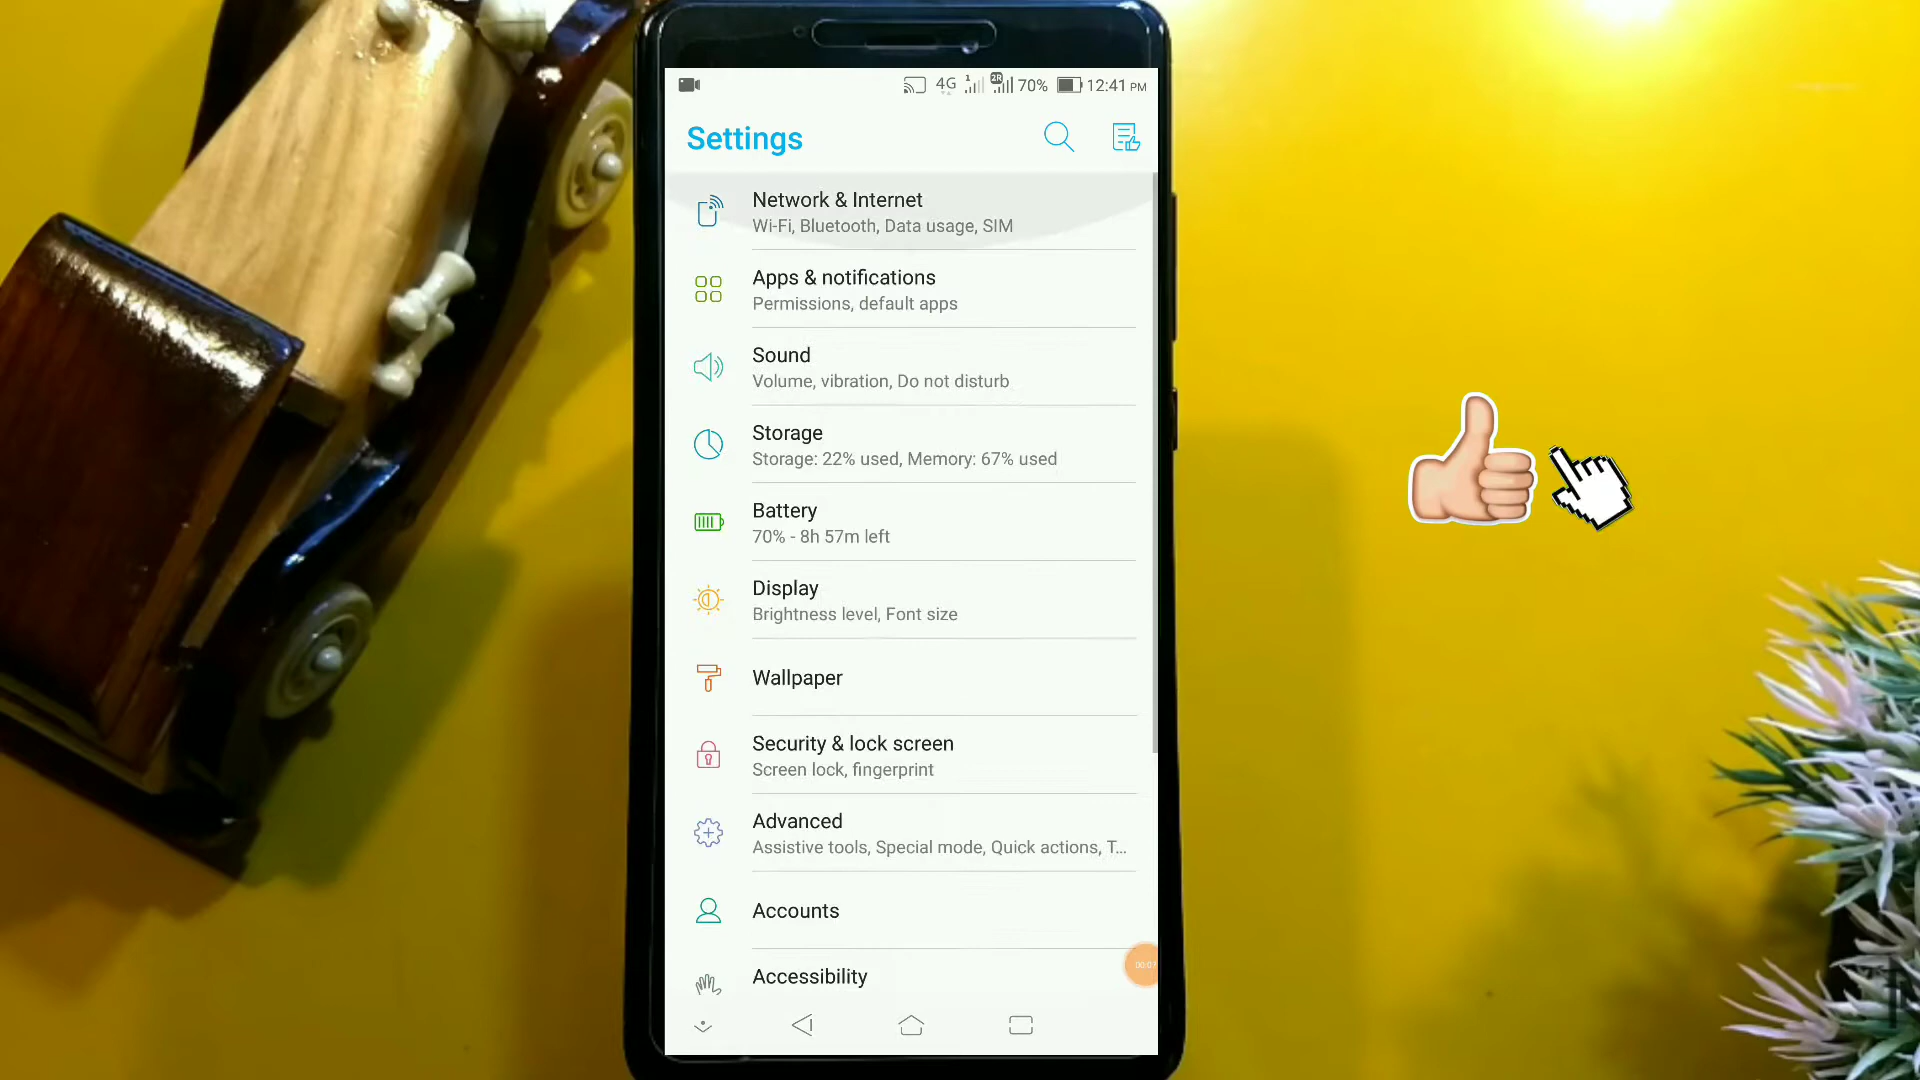 4G 1 2R 70% 12:41 PM
Settings
Network & Internet
Wi-Fi, Bluetooth, Data usage, SIM
Apps & notifications
Permissions, default apps
Sound
Volume, vibration, Do not disturb
Storage
Storage: 22% used, Memory: 67% used
Battery
70% - 8h 57m left
Display
Brightness level, Font size
Wallpaper
Security & lock screen
Screen lock, fingerprint
Advanced
Assistive tools, Special mode, Quick actions, T...
Accounts
Accessibility